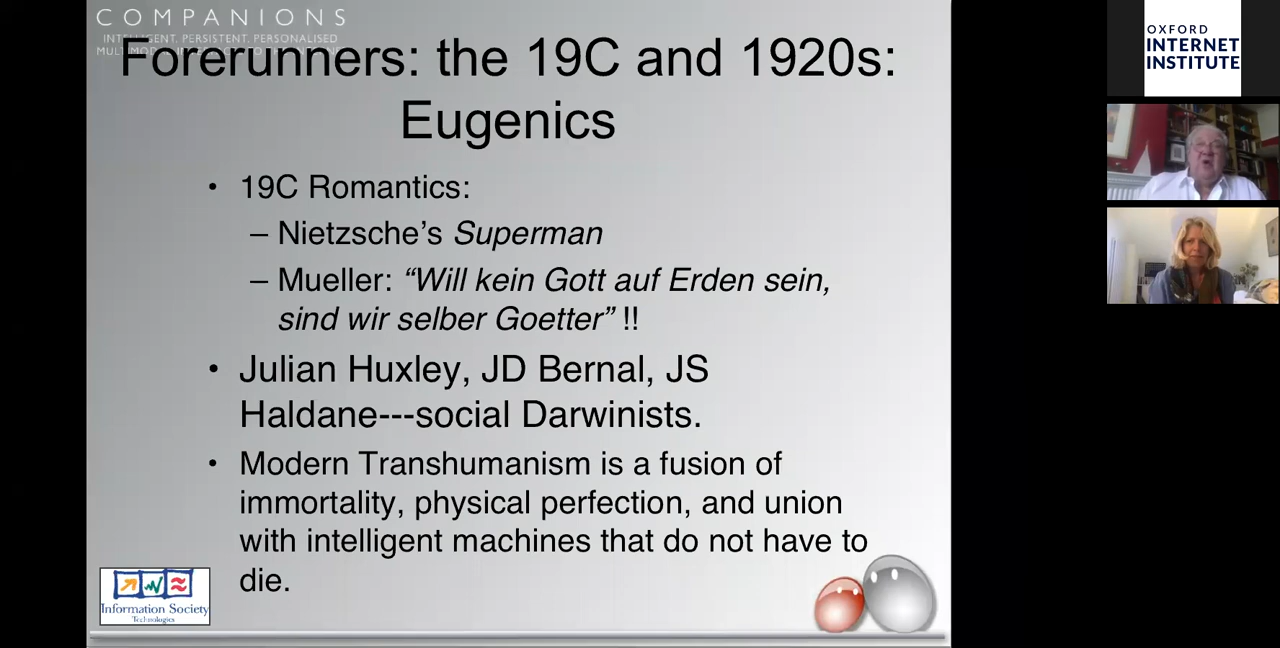 COMPANIONS
INTELLIGENT, PERSISTENT, PERSONALISED
Forerunners: the 19C and 1920s:
Eugenics
• 19C Romantics:
– Nietzsche's Superman
– Mueller: “Will kein Gott auf Erden sein,
sind wir selber Goetter” !!
• Julian Huxley, JD Bernal, JS
Haldane---social Darwinists.
• Modern Transhumanism is a fusion of
immortality, physical perfection, and union
with intelligent machines that do not have to
die.
Information Society
Technologies
OXFORD
INTERNET
INSTITUTE